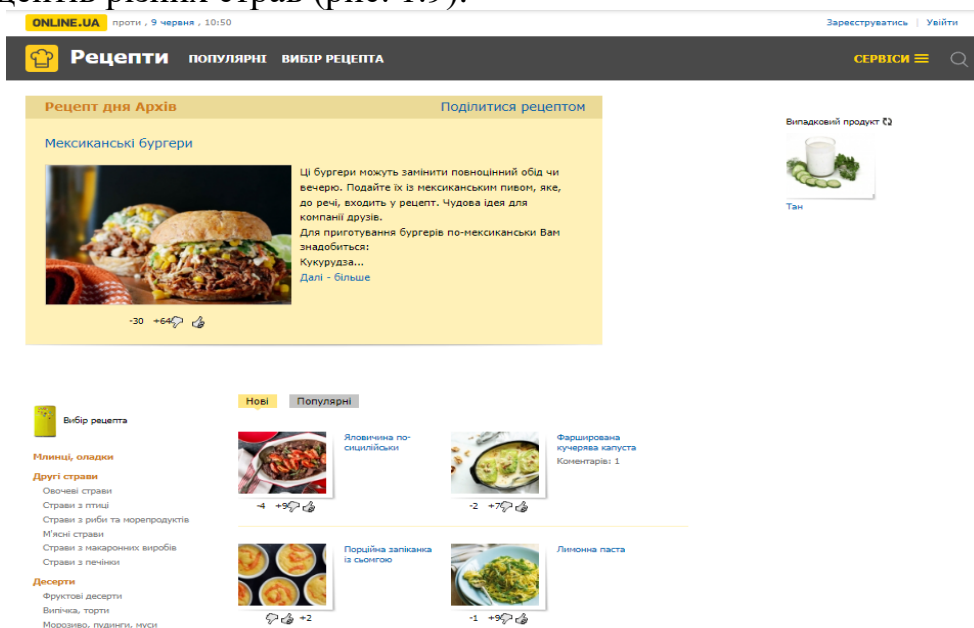 рецептів різних страв (рис. 1.9).
ONLINE.UA проти , 9 червня , 10:50 Зареєструватись | Увійти
Рецепти ПОПУЛЯРНІ ВИБІР РЕЦЕПТА СЕРВІСИ
Рецепт дня Архів Поділитися рецептом
Мексиканські бургери
Ці бургери можуть замінити повноцінний обід чи
вечерю. Подайте їх із мексиканським пивом, яке,
до речі, входить у рецепт. Чудова ідея для
компанії друзів.
Для приготування бургерів по-мексиканськи Вам
знадобиться:
Кукурудза...
Далі - більше
-30 +64
Випадковий продукт
Тан
Вибір рецепта
Млинці, оладки
Другі страви
Овочеві страви
Страви з птиці
Страви з риби та морепродуктів
М'ясні страви
Страви з макаронних виробів
Страви з печінки
Десерти
Фруктові десерти
Випічка, торти
Морозиво, пудинги, муси
Нові Популярні
Яловичина по-
сицилійськи
-4 +9
Фарширована
кучерява капуста
Коментарів: 1
-2 +7
Порційна запіканка
із сьомгою
+2
Лимонна паста
-1 +9